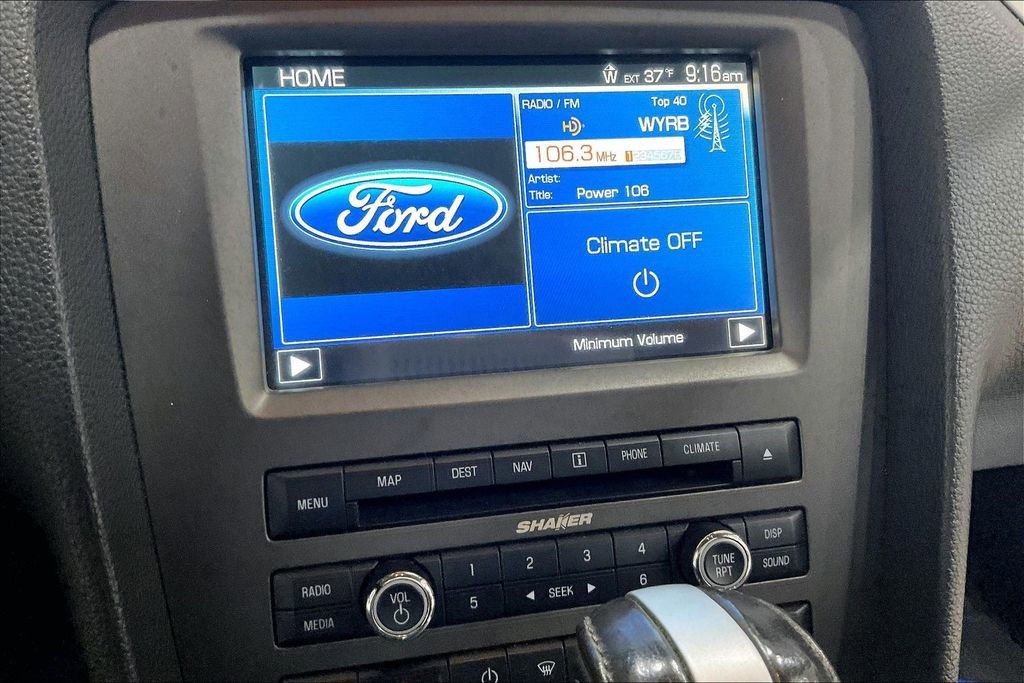 HOME
W EXT 37°F 9:16am
RADIO / FM Top 40
HD WYRB
106.3 MHz 1
Artist:
Title: Power 106
Ford
Climate OFF
Minimum Volume
MENU MAP DEST NAV i PHONE CLIMATE
SHAKER
RADIO VOL 1 2 3 4 TUNE RPT DISP
MEDIA 5 SEEK 6 SOUND